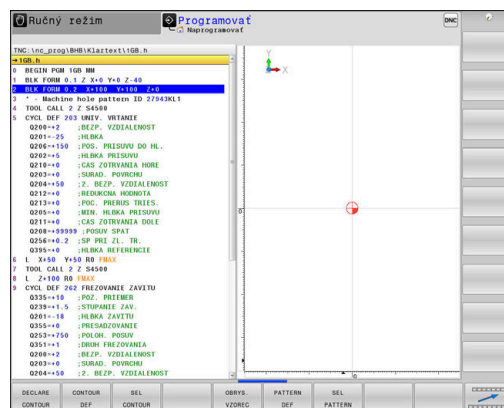 Ručný režim
Programovať
Naprogramovať
DNC
TNC:\nc_prog\BHB\Klartext\1GB.h
→1GB.h
0 BEGIN PGM 1GB MM
1 BLK FORM 0.1 Z X+0 Y+0 Z-40
2 BLK FORM 0.2 X+100 Y+100 Z+0
3 * - Machine hole pattern ID 27943KL1
4 TOOL CALL 2 Z S4500
5 CYCL DEF 203 UNIV. VRTANIE
Q200=+2 ;BEZP. VZDIALENOST
Q201=-25 ;HLBKA
Q206=+150 ;POS. PRISUVU DO HL.
Q202=+5 ;HLBKA PRISUVU
Q210=+0 ;CAS ZOTRVANIA HORE
Q203=+0 ;SURAD. POVRCHU
Q204=+50 ;2. BEZP. VZDIALENOST
Q212=+0 ;REDUKCNA HODNOTA
Q213=+0 ;POC. PRERUS TRIES.
Q205=+0 ;MIN. HLBKA PRISUVU
Q211=+0 ;CAS ZOTRVANIA DOLE
Q208=+99999 ;POSUV SPAT
Q256=+0.2 ;SP PRI ZL. TR.
Q395=+0 ;HLBKA REFERENCIE
6 L X+50 Y+50 R0 FMAX
7 TOOL CALL 2 Z S4500
8 L Z+100 R0 FMAX
9 CYCL DEF 262 FREZOVANIE ZAVITU
Q335=+10 ;POZ. PRIEMER
Q239=+1.5 ;STUPANIE ZAV.
Q201=-18 ;HLBKA ZAVITU
Q355=+0 ;PRESADZOVANIE
Q253=+750 ;POLOH. POSUV
Q351=+1 ;DRUH FREZOVANIA
Q200=+2 ;BEZP. VZDIALENOST
Q203=+0 ;SURAD. POVRCHU
Q204=+50 ;2. BEZP. VZDIALENOST
Y
X
0
0
DECLARE CONTOUR
CONTOUR DEF
SEL CONTOUR
OBRYS. VZOREC
PATTERN DEF
SEL PATTERN